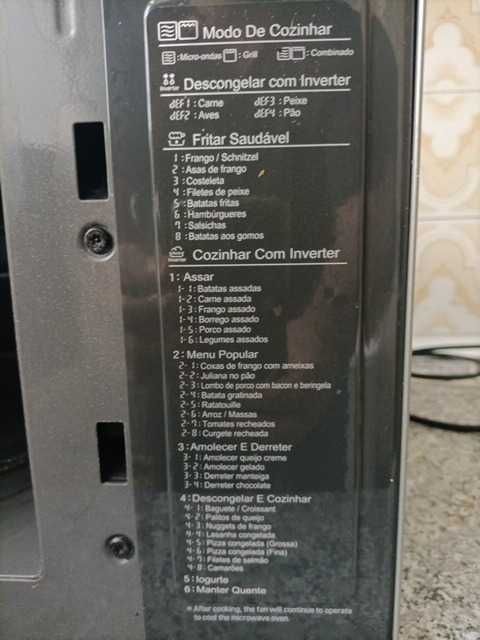 Modo De Cozinhar
:Micro-ondas :Grill :Combinado
Inverter Descongelar com Inverter
dEF1 : Carne dEF3 : Peixe
dEF2 : Aves dEF4 : Pão
Fritar Saudável
1 : Frango / Schnitzel
2 : Asas de frango
3 : Costeleta
4 : Filetes de peixe
5 : Batatas fritas
6 : Hambúrgueres
7 : Salsichas
8 : Batatas aos gomos
Inverter Cozinhar Com Inverter
1: Assar
1-1: Batatas assadas
1-2: Carne assada
1-3: Frango assado
1-4: Borrego assado
1-5: Porco assado
1-6: Legumes assados
2: Menu Popular
2-1: Coxas de frango com ameixas
2-2: Juliana no pão
2-3: Lombo de porco com bacon e beringela
2-4: Batata gratinada
2-5: Ratatouille
2-6: Arroz / Massas
2-7: Tomates recheados
2-8: Curgete recheada
3: Amolecer E Derreter
3-1: Amolecer queijo creme
3-2: Amolecer gelado
3-3: Derreter manteiga
3-4: Derreter chocolate
4: Descongelar E Cozinhar
4-1: Baguete / Croissant
4-2: Palitos de queijo
4-3: Nuggets de frango
4-4: Lasanha congelada
4-5: Pizza congelada (Grossa)
4-6: Pizza congelada (Fina)
4-7: Filetes de salmão
4-8: Camarões
5: Iogurte
6: Manter Quente
* After cooking, the fan will continue to operate
to cool the microwave oven.